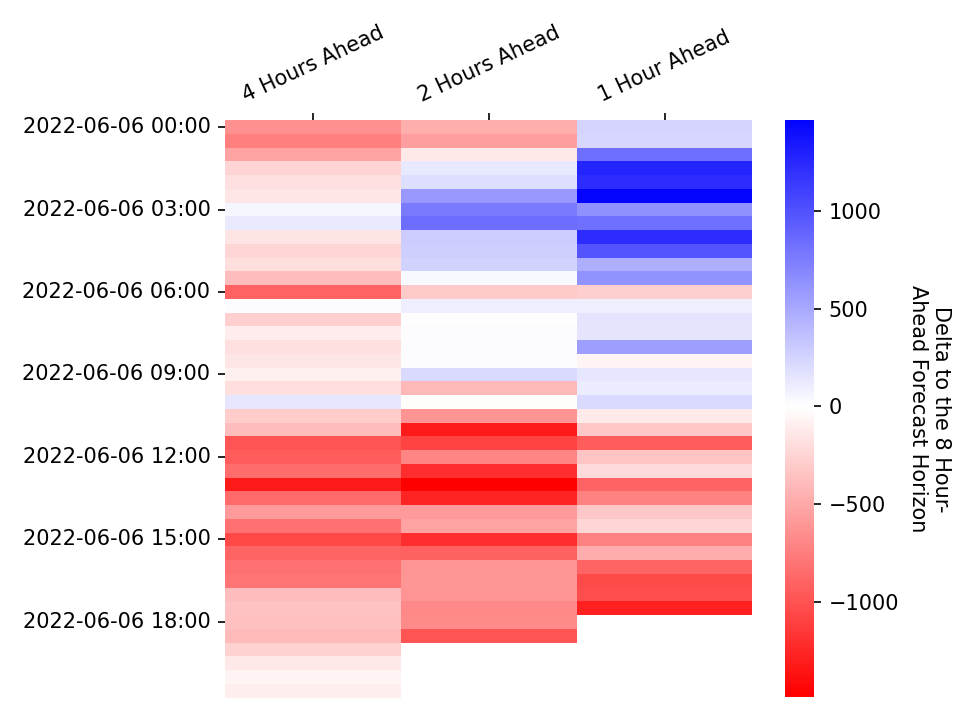 4 Hours Ahead
2 Hours Ahead
1 Hour Ahead
2022-06-06 00:00
2022-06-06 03:00
2022-06-06 06:00
2022-06-06 09:00
2022-06-06 12:00
2022-06-06 15:00
2022-06-06 18:00
1000
500
0
−500
−1000
Delta to the 8 Hour-
Ahead Forecast Horizon